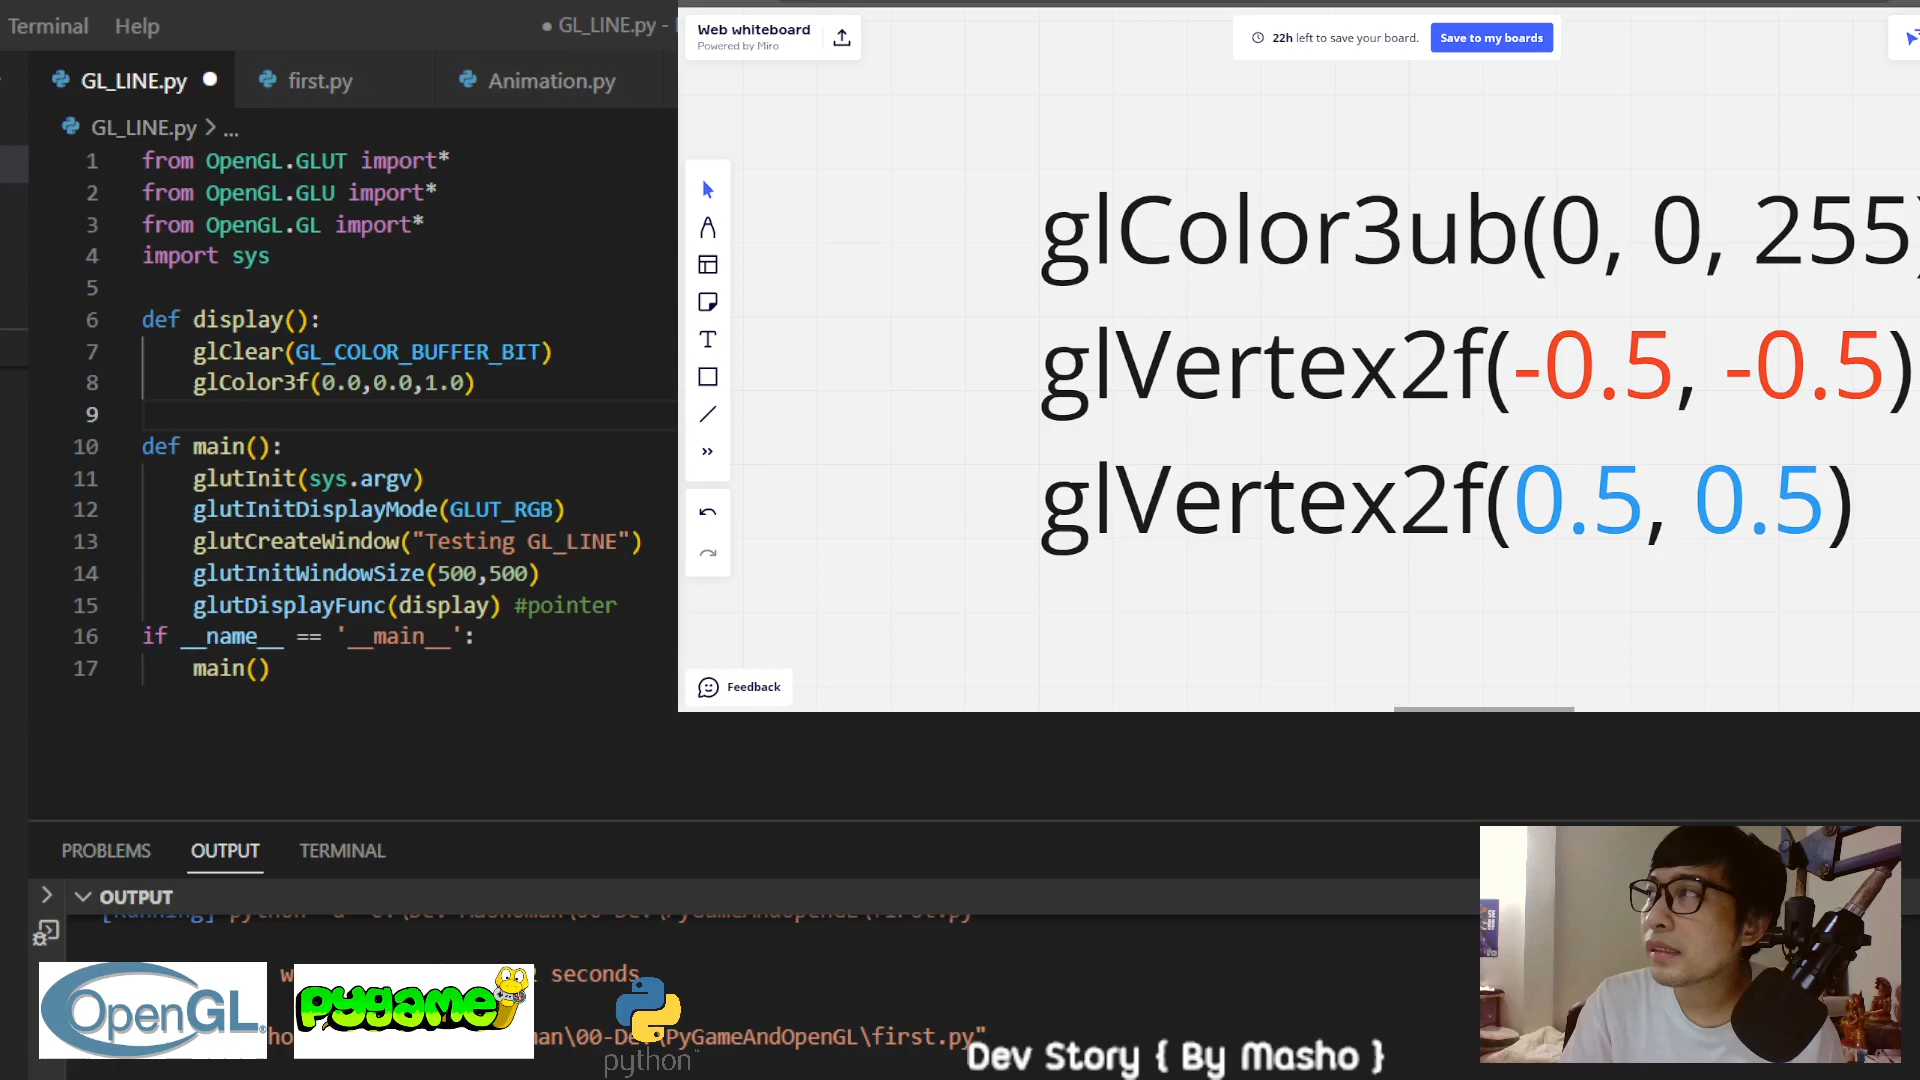 Terminal Help
● GL_LINE.py -
GL_LINE.py ●
first.py
Animation.py
GL_LINE.py > ...
1 from OpenGL.GLUT import*
2 from OpenGL.GLU import*
3 from OpenGL.GL import*
4 import sys
5
6 def display():
7 glClear(GL_COLOR_BUFFER_BIT)
8 glColor3f(0.0,0.0,1.0)
9
10 def main():
11 glutInit(sys.argv)
12 glutInitDisplayMode(GLUT_RGB)
13 glutCreateWindow("Testing GL_LINE")
14 glutInitWindowSize(500,500)
15 glutDisplayFunc(display) #pointer
16 if __name__ == '__main__':
17 main()
Web whiteboard
Powered by Miro
22h left to save your board.
Save to my boards
glColor3ub(0, 0, 255)
glVertex2f(-0.5, -0.5)
glVertex2f(0.5, 0.5)
Feedback
PROBLEMS OUTPUT TERMINAL
OUTPUT
seconds
\00-Dev\PyGameAndOpenGL\first.py"
OpenGL
pygame
python
Dev Story { By Masho }